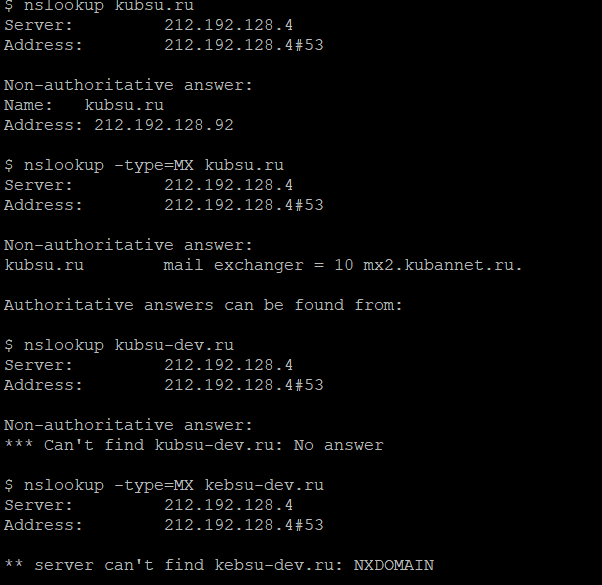 $ nslookup kubsu.ru
Server:         212.192.128.4
Address:        212.192.128.4#53

Non-authoritative answer:
Name:   kubsu.ru
Address: 212.192.128.92

$ nslookup -type=MX kubsu.ru
Server:         212.192.128.4
Address:        212.192.128.4#53

Non-authoritative answer:
kubsu.ru        mail exchanger = 10 mx2.kubannet.ru.

Authoritative answers can be found from:

$ nslookup kubsu-dev.ru
Server:         212.192.128.4
Address:        212.192.128.4#53

Non-authoritative answer:
*** Can't find kubsu-dev.ru: No answer

$ nslookup -type=MX kebsu-dev.ru
Server:         212.192.128.4
Address:        212.192.128.4#53

** server can't find kebsu-dev.ru: NXDOMAIN